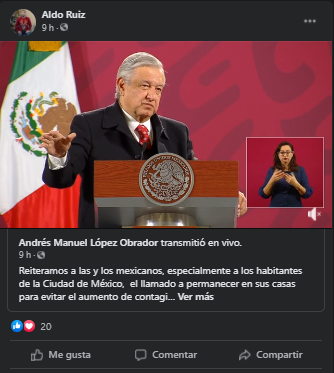 Aldo Ruíz
9 h ·
Andrés Manuel López Obrador transmitió en vivo.
9 h ·
Reiteramos a las y los mexicanos, especialmente a los habitantes
de la Ciudad de México, el llamado a permanecer en sus casas
para evitar el aumento de contagi... Ver más
20
Me gusta Comentar Compartir